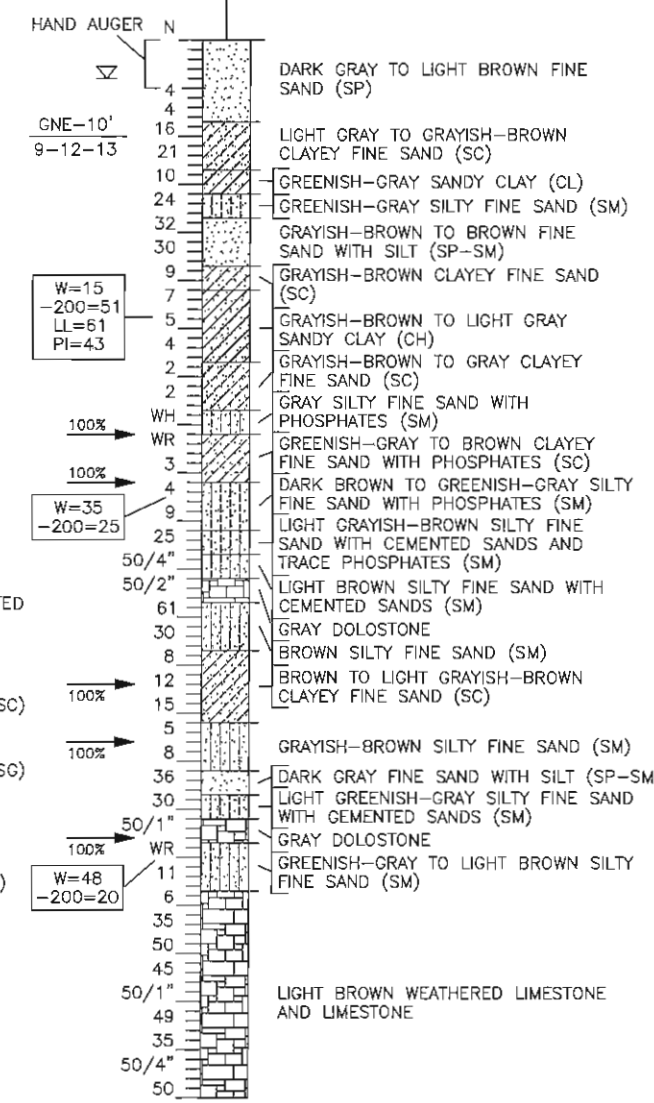 HAND AUGER N
DARK GRAY TO LIGHT BROWN FINE
SAND (SP)
4
4
GNE-10'
9-12-13
16
21
LIGHT GRAY TO GRAYISH-BROWN
CLAYEY FINE SAND (SC)
10
GREENISH-GRAY SANDY CLAY (CL)
24
GREENISH-GRAY SILTY FINE SAND (SM)
32
30
GRAYISH-BROWN TO BROWN FINE
SAND WITH SILT (SP-SM)
9
7
GRAYISH-BROWN CLAYEY FINE SAND
(SC)
W=15
-200=51
LL=61
PI=43
5
4
GRAYISH-BROWN TO LIGHT GRAY
SANDY CLAY (CH)
2
2
GRAYISH-BROWN TO GRAY CLAYEY
FINE SAND (SC)
WH
GRAY SILTY FINE SAND WITH
PHOSPHATES (SM)
100%
WR
3
GREENISH-GRAY TO BROWN CLAYEY
FINE SAND WITH PHOSPHATES (SC)
100%
4
9
DARK BROWN TO GREENISH-GRAY SILTY
FINE SAND WITH PHOSPHATES (SM)
W=35
-200=25
25
LIGHT GRAYISH-BROWN SILTY FINE
SAND WITH CEMENTED SANDS AND
TRACE PHOSPHATES (SM)
50/4"
50/2"
LIGHT BROWN SILTY FINE SAND WITH
CEMENTED SANDS (SM)
TED
61
GRAY DOLOSTONE
30
BROWN SILTY FINE SAND (SM)
8
12
15
BROWN TO LIGHT GRAYISH-BROWN
CLAYEY FINE SAND (SC)
100%
SC)
5
8
100%
GRAYISH-BROWN SILTY FINE SAND (SM)
SG)
36
DARK GRAY FINE SAND WITH SILT (SP-SM
30
LIGHT GREENISH-GRAY SILTY FINE SAND
WITH CEMENTED SANDS (SM)
50/1"
GRAY DOLOSTONE
100%
WR
11
GREENISH-GRAY TO LIGHT BROWN SILTY
FINE SAND (SM)
)
W=48
-200=20
6
35
50
45
50/1"
LIGHT BROWN WEATHERED LIMESTONE
AND LIMESTONE
49
35
50/4"
50